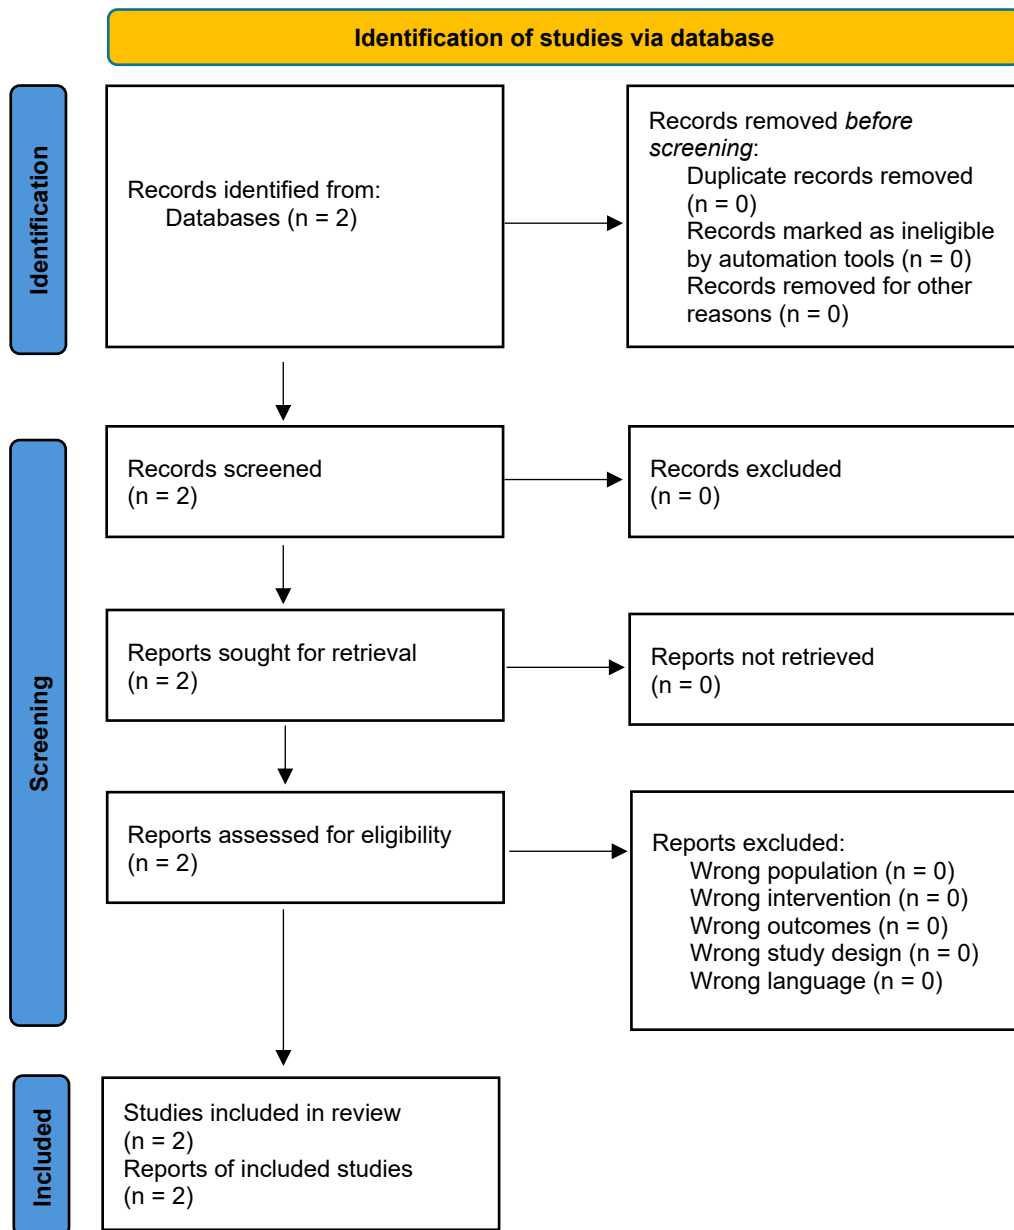 Identification of studies via database
Identification
Records identified from:
Databases (n = 2)
Records removed before
screening:
Duplicate records removed
(n = 0)
Records marked as ineligible
by automation tools (n = 0)
Records removed for other
reasons (n = 0)
Screening
Records screened
(n = 2)
Records excluded
(n = 0)
Reports sought for retrieval
(n = 2)
Reports not retrieved
(n = 0)
Reports assessed for eligibility
(n = 2)
Reports excluded:
Wrong population (n = 0)
Wrong intervention (n = 0)
Wrong outcomes (n = 0)
Wrong study design (n = 0)
Wrong language (n = 0)
Included
Studies included in review
(n = 2)
Reports of included studies
(n = 2)